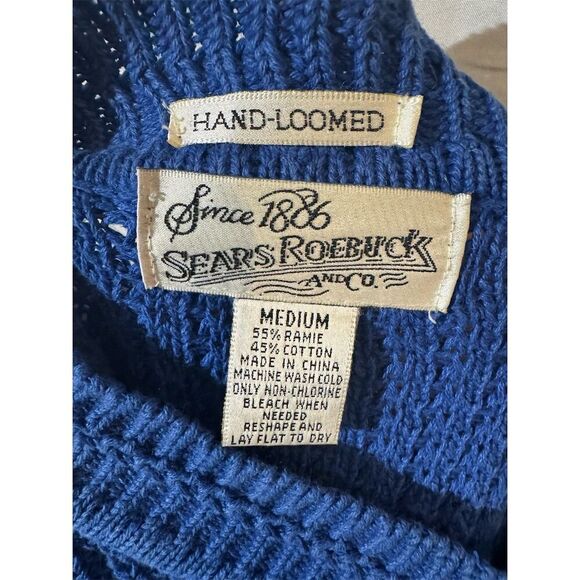 HAND-LOOMED
Since 1886
SEARS ROEBUCK
AND CO.
MEDIUM
55% RAMIE
45% COTTON
MADE IN CHINA
MACHINE WASH COLD
ONLY NON-CHLORINE
BLEACH WHEN
NEEDED
RESHAPE AND
LAY FLAT TO DRY